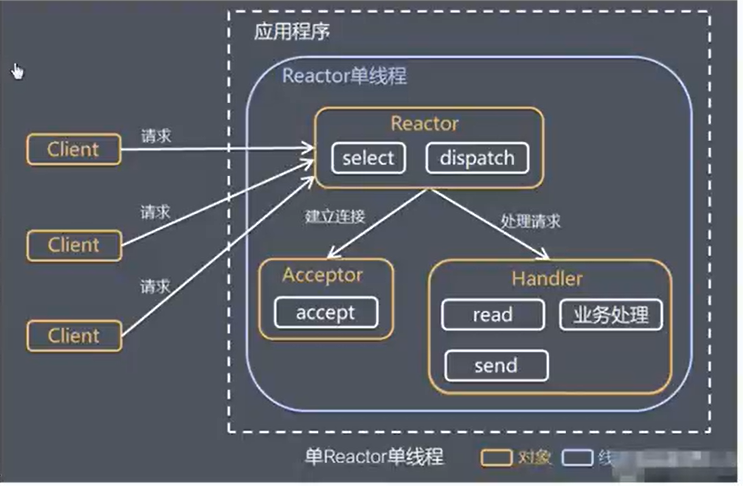 应用程序
Reactor单线程
Reactor
select
dispatch
Client
请求
Client
请求
Client
请求
建立连接
处理请求
Acceptor
accept
Handler
read
业务处理
send
单Reactor单线程
对象
线